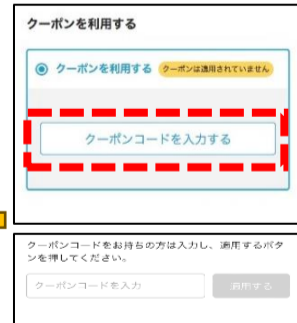 クーポンを利用する
クーポンを利用する クーポンは適用されていません
クーポンコードを入力する
クーポンコードをお持ちの方は入力し、適用するボタ
ンを押してください。
クーポンコードを入力 適用する